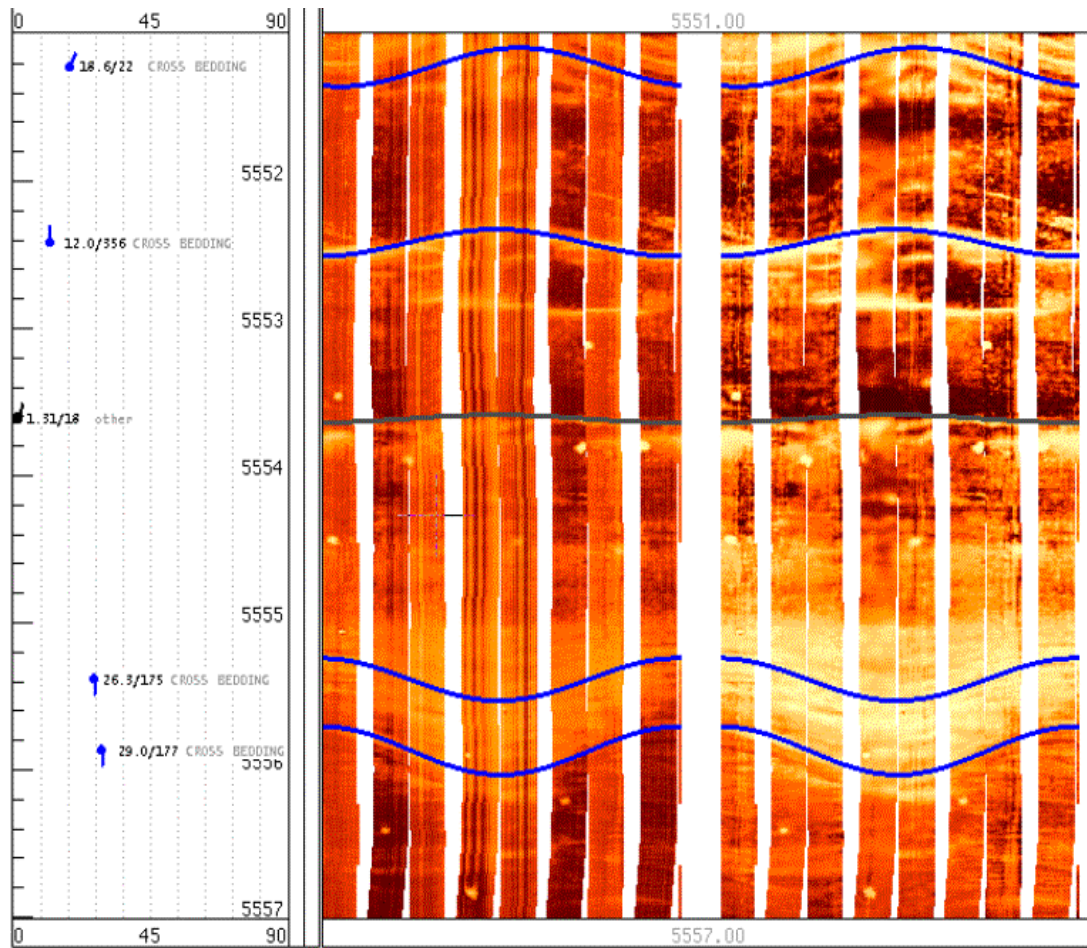 0 45 90 5551.00
18.6/22 CROSS BEDDING
5552
12.0/356 CROSS BEDDING
5553
1.31/18 other
5554
5555
26.3/175 CROSS BEDDING
29.0/177 CROSS BEDDING
5556
5557
0 45 90 5557.00